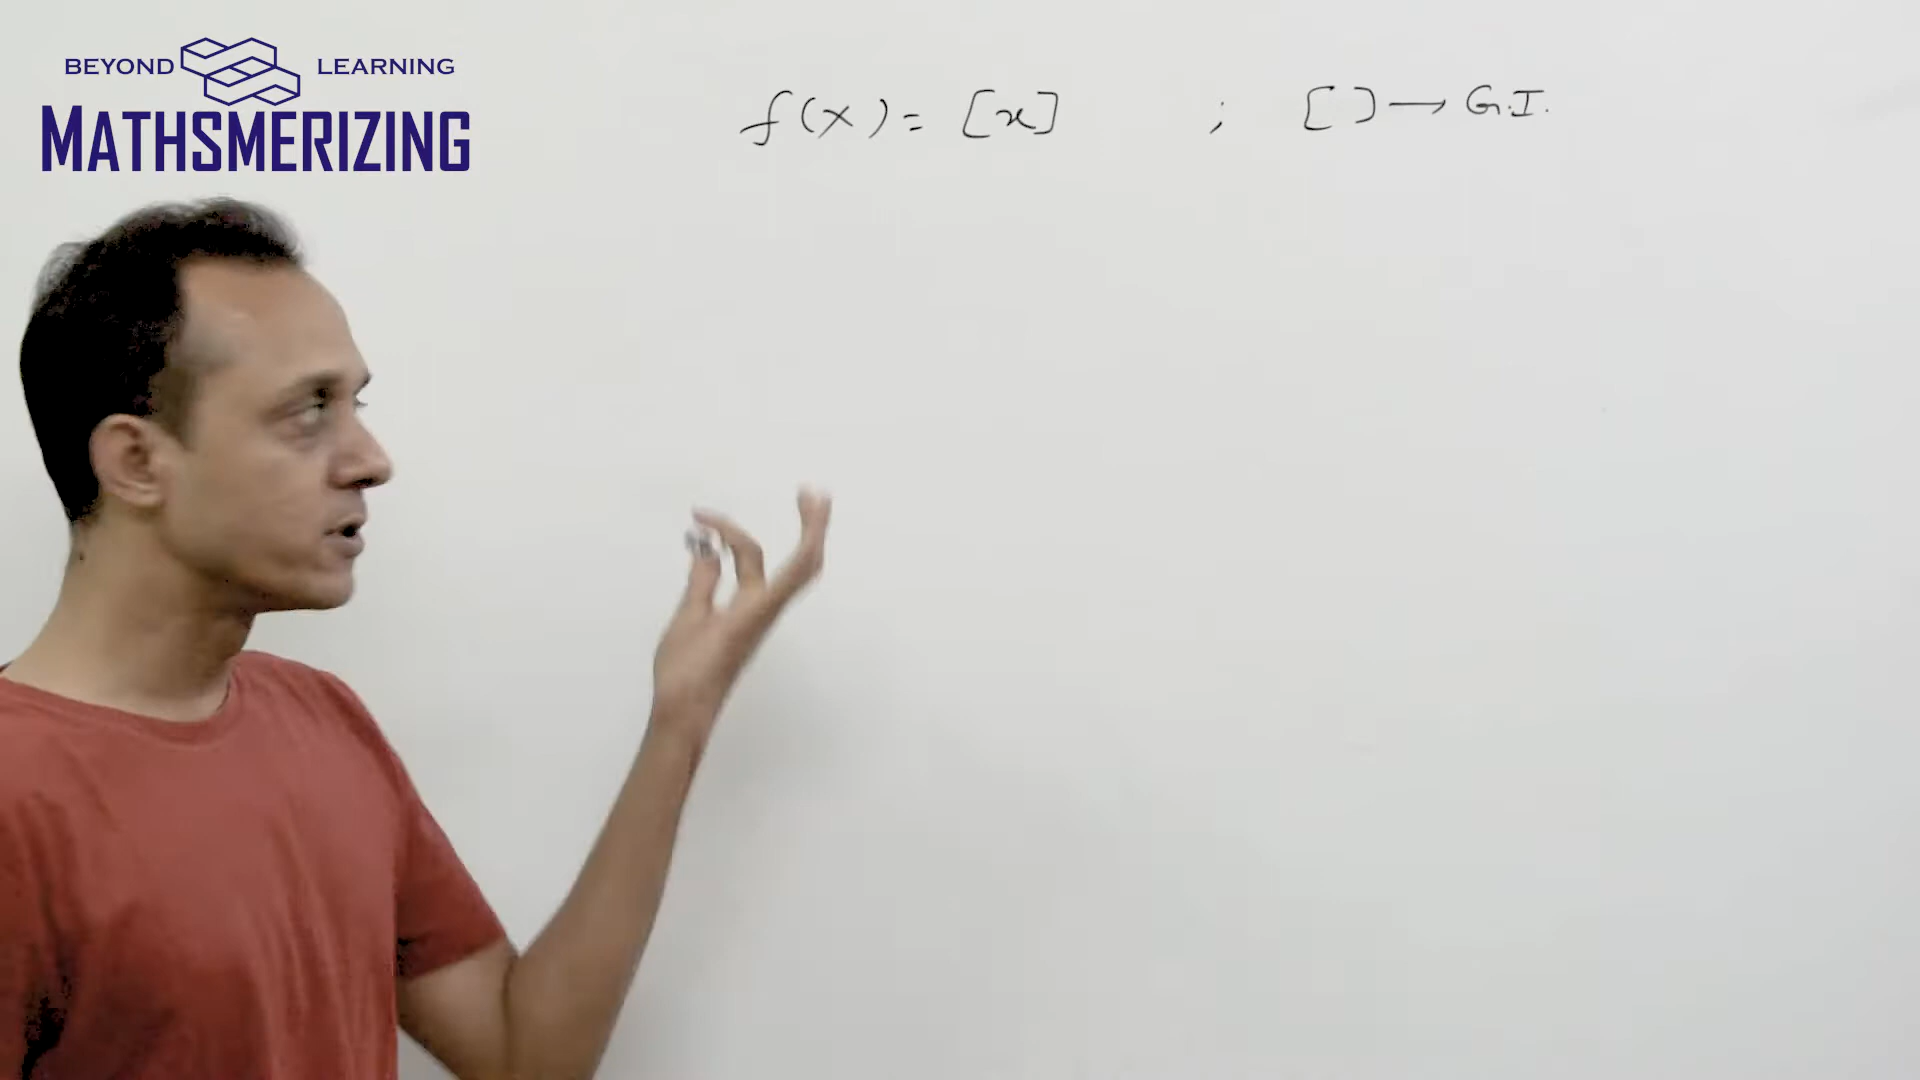 BEYOND LEARNING
MATHSMERIZING
f(x) = [x] ; [ ] → G.I.